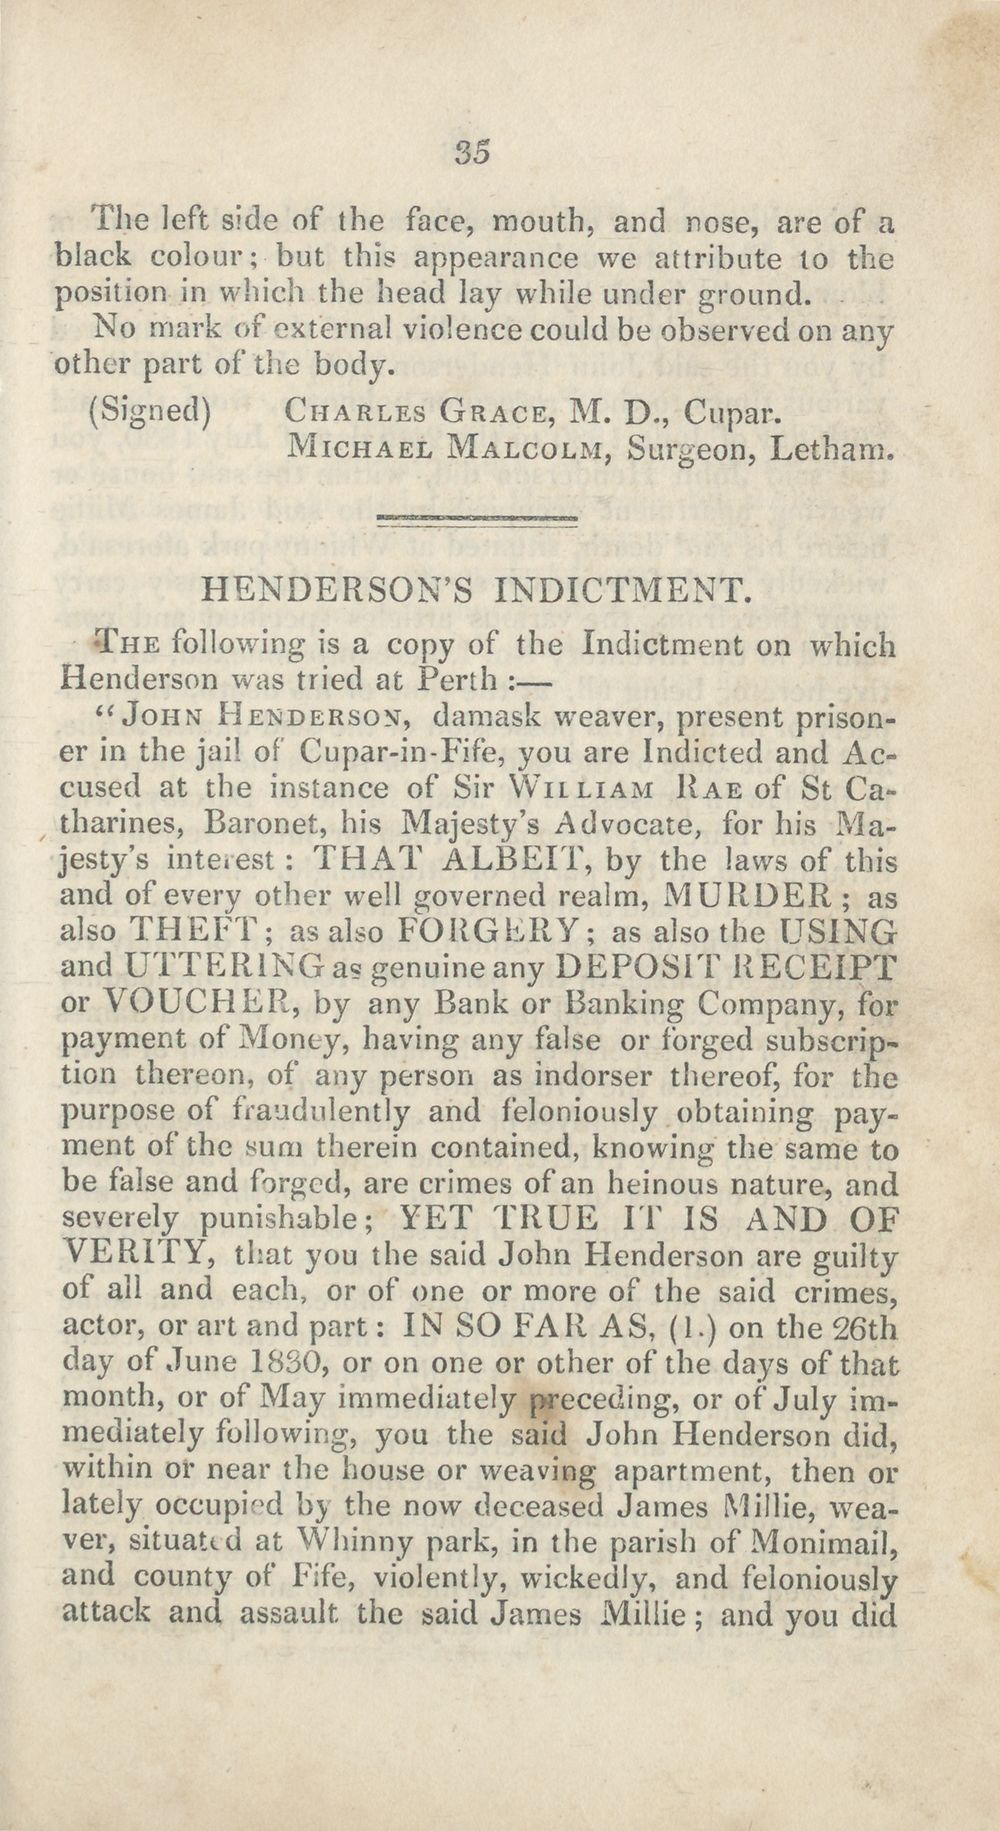 35
The left side of the face, mouth, and nose, are of a
black colour; but this appearance we attribute to the
position in which the head lay while under ground.
No mark of external violence could be observed on any
other part of the body.
(Signed) CHARLES GRACE, M. D., Cupar.
MICHAEL MALCOLM, Surgeon, Letham.
HENDERSON'S INDICTMENT.
THE following is a copy of the Indictment on which
Henderson was tried at Perth :—
"JOHN HENDERSON, damask weaver, present prison-
er in the jail of Cupar-in-Fife, you are Indicted and Ac-
cused at the instance of Sir WILLIAM RAE of St Ca-
tharines, Baronet, his Majesty's Advocate, for his Ma-
jesty's interest : THAT ALBEIT, by the laws of this
and of every other well governed realm, MURDER ; as
also THEFT ; as also FORGERY ; as also the USING
and UTTERING as genuine any DEPOSIT RECEIPT
or VOUCHER, by any Bank or Banking Company, for
payment of Money, having any false or forged subscrip-
tion thereon, of any person as indorser thereof, for the
purpose of fraudulently and feloniously obtaining pay-
ment of the sum therein contained, knowing the same to
be false and forged, are crimes of an heinous nature, and
severely punishable; YET TRUE IT IS AND OF
VERITY, that you the said John Henderson are guilty
of all and each, or of one or more of the said crimes,
actor, or art and part : IN SO FAR AS, (1.) on the 26th
day of June 1830, or on one or other of the days of that
month, or of May immediately preceding, or of July im-
mediately following, you the said John Henderson did,
within or near the house or weaving apartment, then or
lately occupied by the now deceased James Millie, wea-
ver, situated at Whinny park, in the parish of Monimail,
and county of Fife, violently, wickedly, and feloniously
attack and assault the said James Millie ; and you did